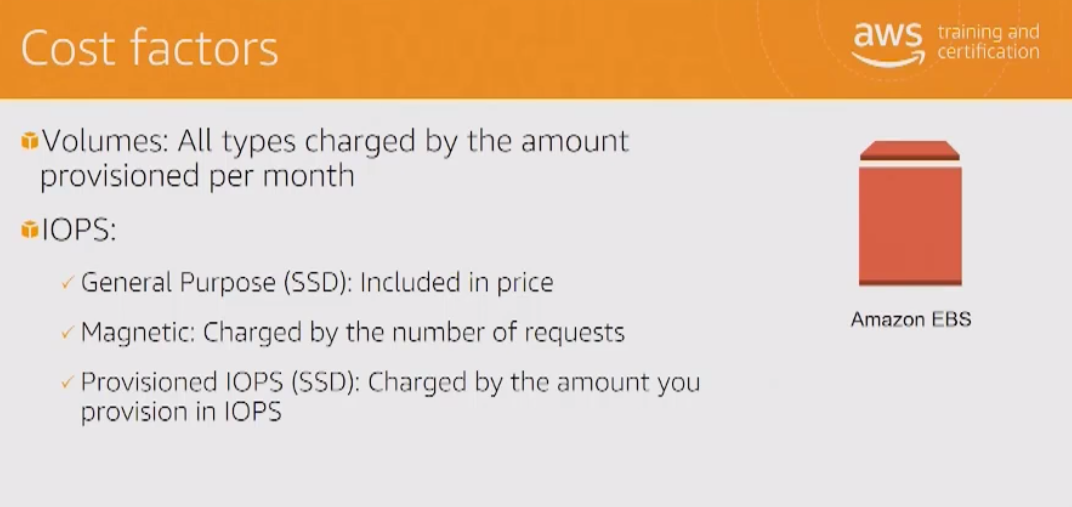 Cost factors
aws training and
certification
Volumes: All types charged by the amount
provisioned per month
IOPS:
✓ General Purpose (SSD): Included in price
✓ Magnetic: Charged by the number of requests
✓ Provisioned IOPS (SSD): Charged by the amount you
provision in IOPS
Amazon EBS